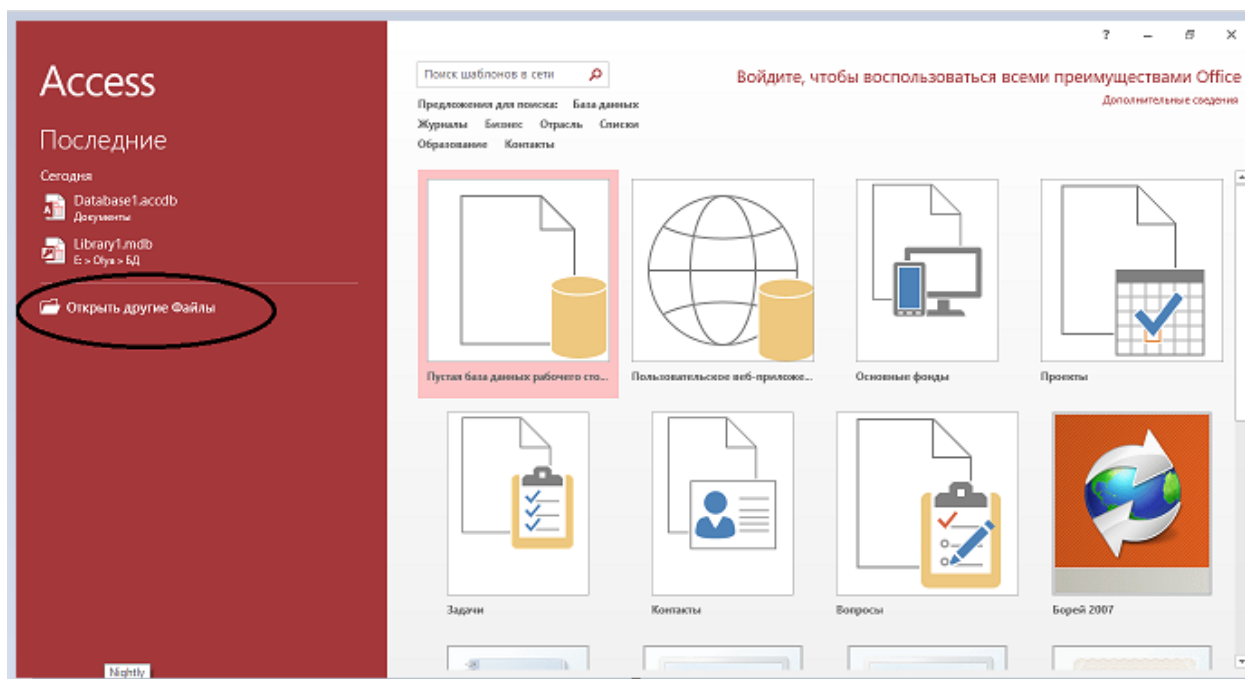 Access
Последние
Сегодня
Database1.accdb
Документы
Library1.mdb
E: » Olya » БД
Открыть другие Файлы
? – X
Поиск шаблонов в сети
Войдите, чтобы воспользоваться всеми преимуществами Office
Дополнительные сведения
Предложения для поиска: База данных
Журналы Бизнес Отрасль Списки
Образование Контакты
Пустая база данных рабочего сто...
Пользовательское веб-приложе...
Основные фонды
Проекты
Задачи
Контакты
Вопросы
Борей 2007
Nightly